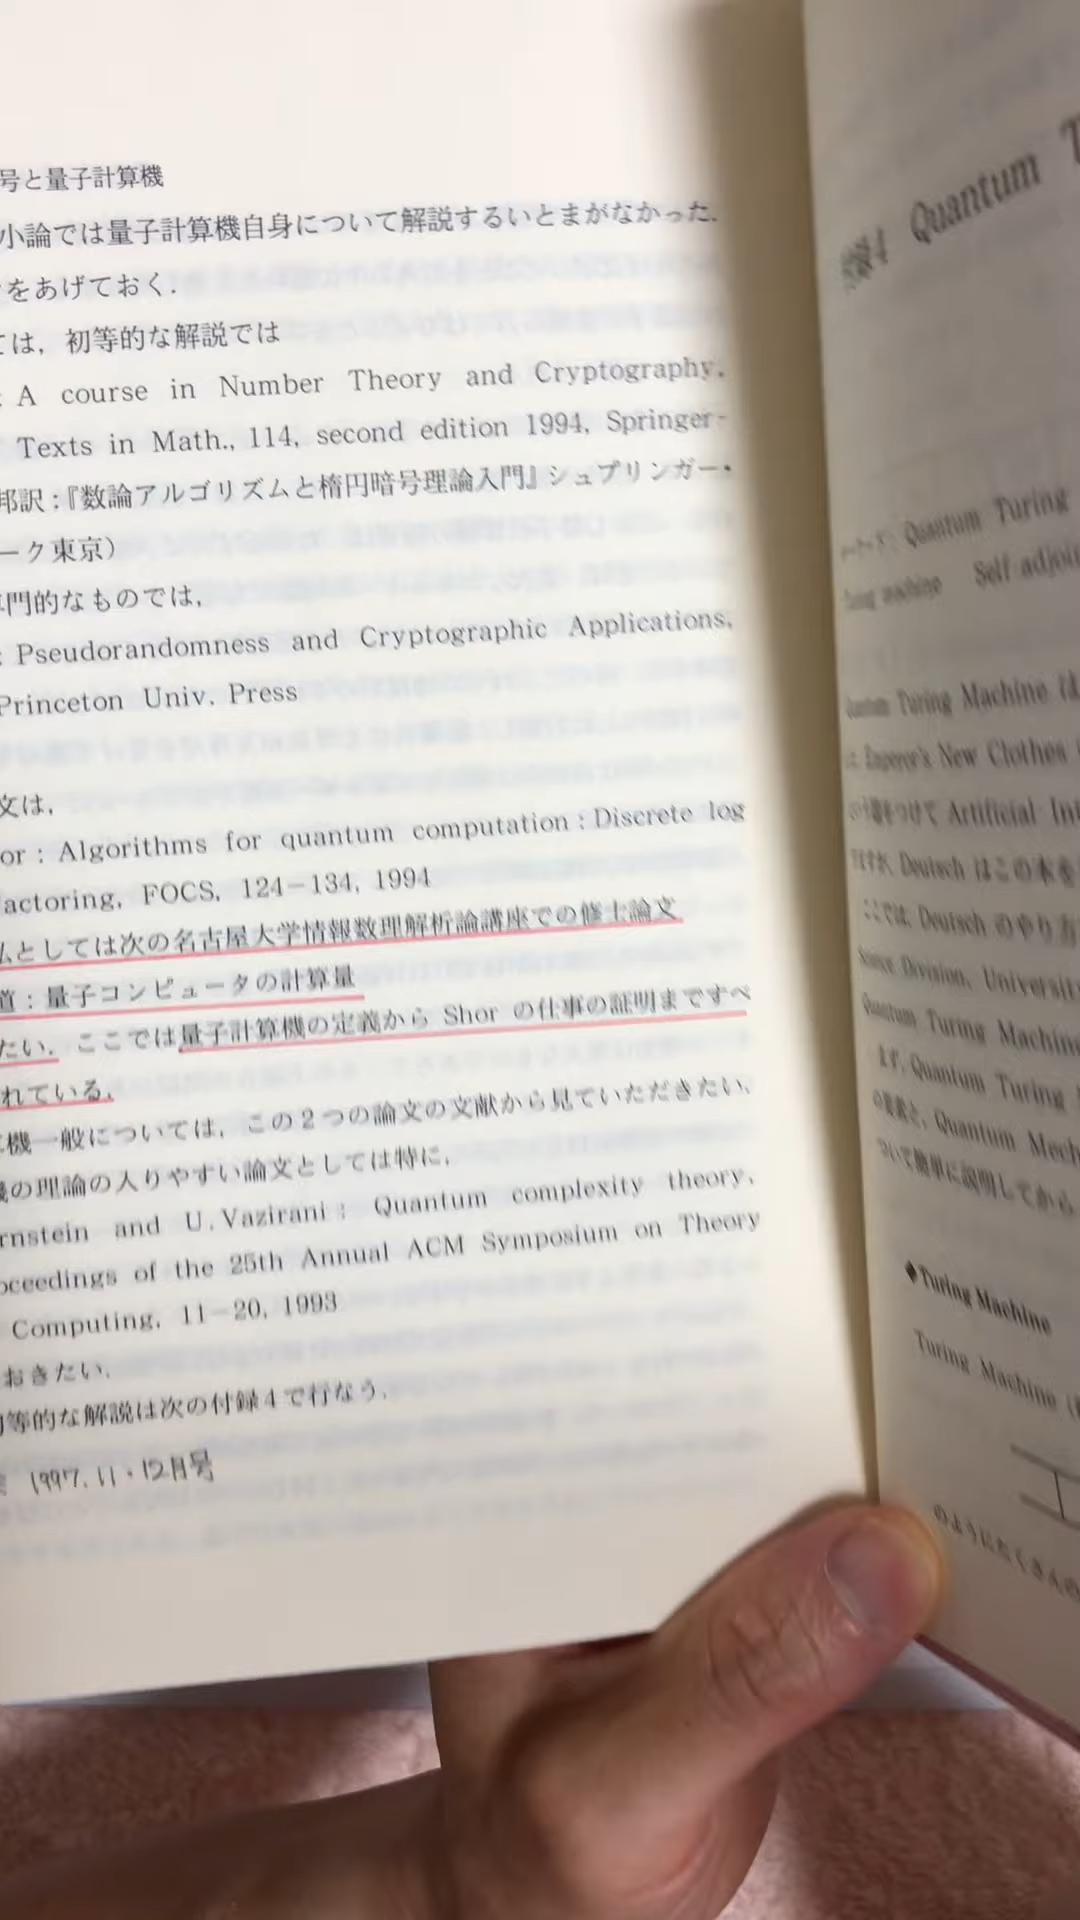 号と量子計算機
小論では量子計算機自身について解説するいとまがなかった.
をあげておく.
ては, 初等的な解説では
: A course in Number Theory and Cryptography,
Texts in Math., 114, second edition 1994, Springer-
邦訳:『数論アルゴリズムと楕円暗号理論入門』シュプリンガー・
ーク東京)
門的なものでは,
: Pseudorandomness and Cryptographic Applications,
Princeton Univ. Press
文は,
or : Algorithms for quantum computation : Discrete log
actoring, FOCS, 124-134, 1994
私としては次の名古屋大学情報数理解析論講座での修士論文
道 : 量子コンピュータの計算量
たい. ここでは量子計算機の定義から Shor の仕事の証明まですべ
れている.
機一般については, この2つの論文の文献から見ていただきたい.
機の理論の入りやすい論文としては特に,
rnstein and U. Vazirani : Quantum complexity theory,
oceedings of the 25th Annual ACM Symposium on Theory
Computing, 11-20, 1993
おきたい.
初等的な解説は次の付録4で行なう.
1997. 11・12月号
録4 Quantum T
Quantum Turing
Turing machine Self-adjoin
Quantum Turing Machine は
Emperor's New Clothes
をつけて Artificial Int
ですが, Deutsch はこの本を
ここでは, Deutsch のやり方
Science Division, University
Quantum Turing Machine
まず, Quantum Turing
の要素と, Quantum Mech
ついて簡単に説明してから
◆Turing Machine
Turing Machine
のようにたくさんの